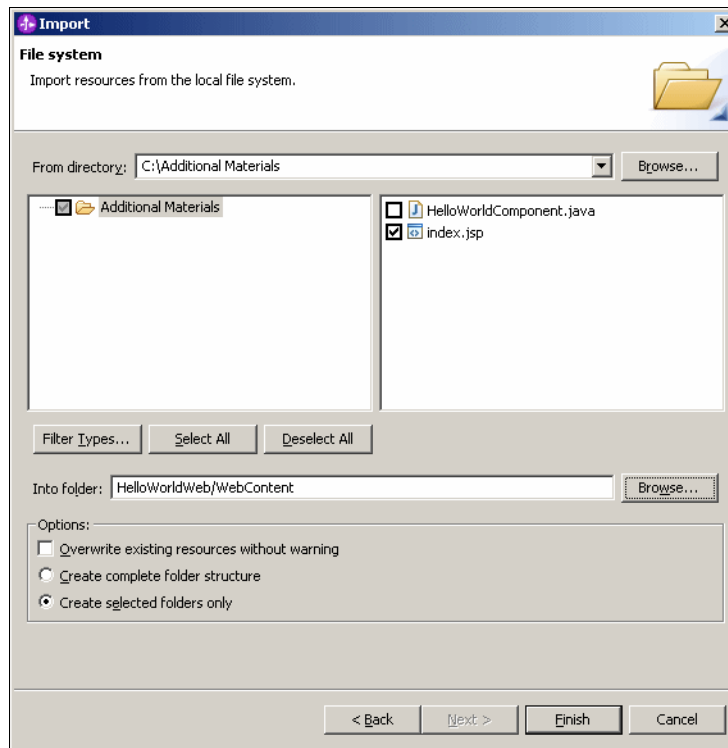 Import
File system
Import resources from the local file system.
From directory: C:\Additional Materials Browse...
Additional Materials
HelloWorldComponent.java
index.jsp
Filter Types... Select All Deselect All
Into folder: HelloWorldWeb/WebContent Browse...
Options:
Overwrite existing resources without warning
Create complete folder structure
Create selected folders only
< Back Next > Finish Cancel